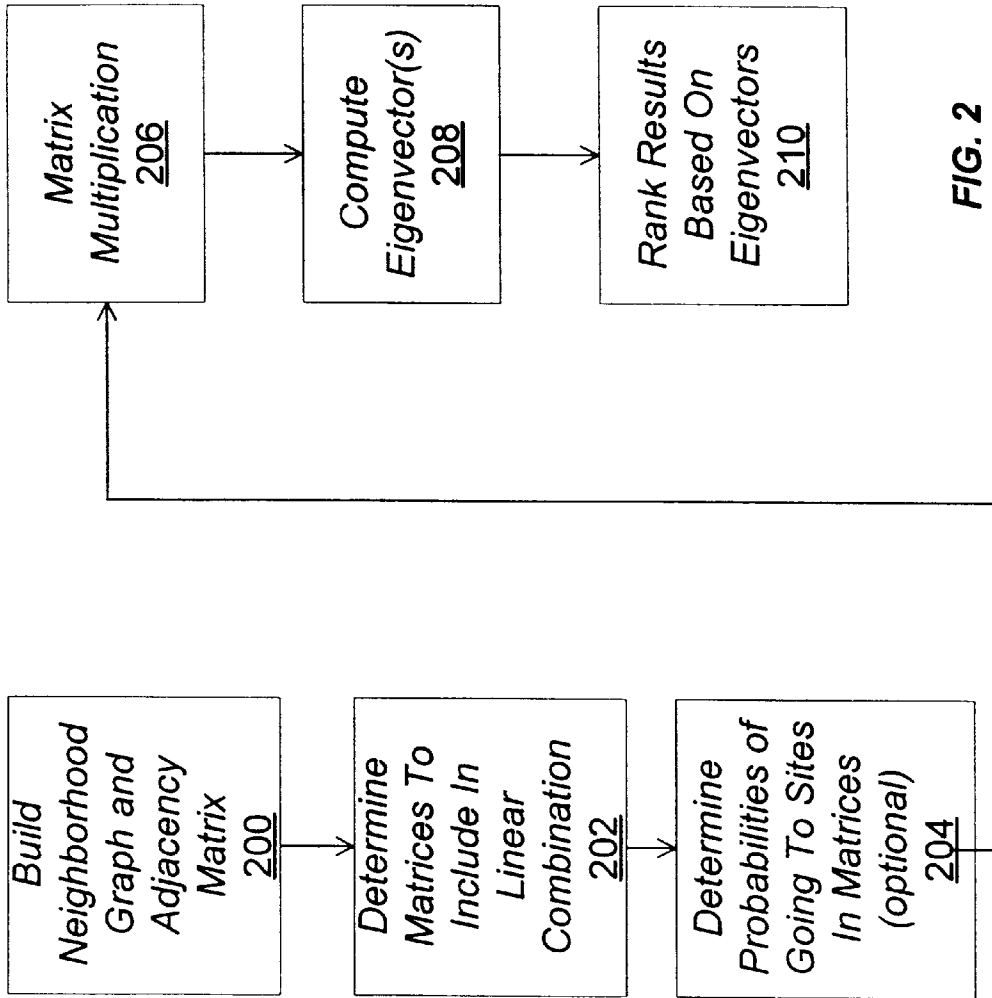 Build
Neighborhood
Graph and
Adjacency
Matrix
200
Determine
Matrices To
Include In
Linear
Combination
202
Determine
Probabilities of
Going To Sites
In Matrices
(optional)
204
Matrix
Multiplication
206
Compute
Eigenvector(s)
208
Rank Results
Based On
Eigenvectors
210
FIG. 2